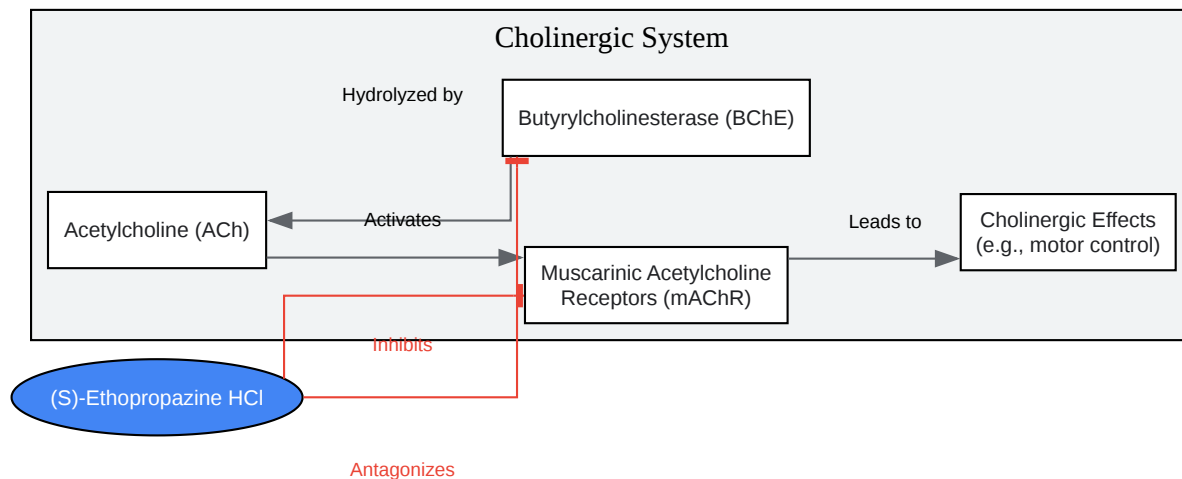 Cholinergic System
Hydrolyzed by
Butyrylcholinesterase (BChE)
Acetylcholine (ACh)
Activates
Leads to
Cholinergic Effects
(e.g., motor control)
Muscarinic Acetylcholine
Receptors (mAChR)
Inhibits
(S)-Ethopropazine HCl
Antagonizes